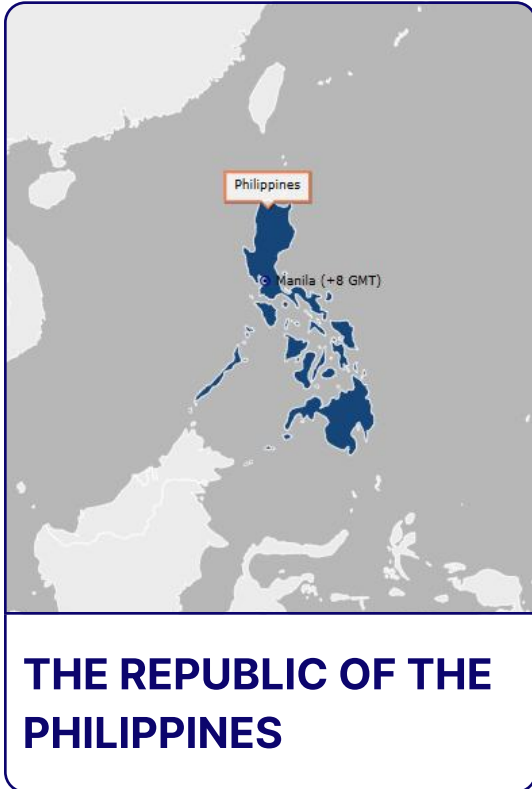 Philippines
Manila (+8 GMT)
THE REPUBLIC OF THE
PHILIPPINES